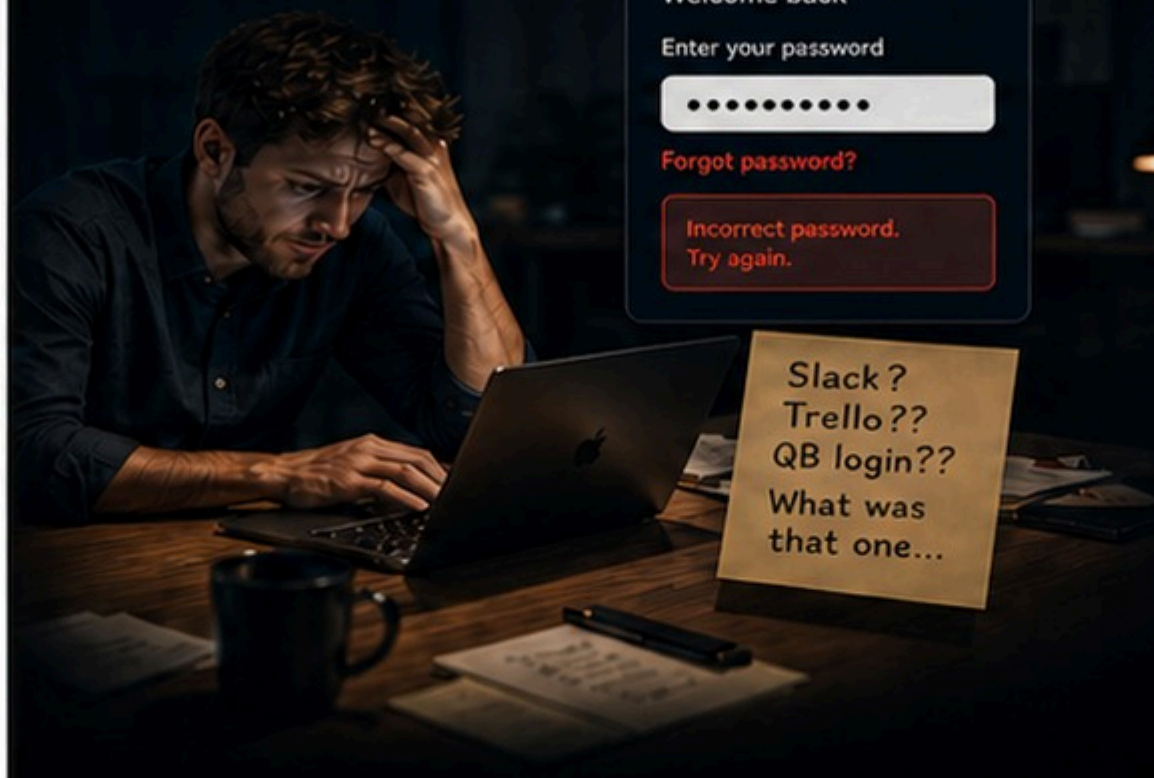 Welcome back
Enter your password
Forgot password?
Incorrect password.
Try again.
Slack?
Trello??
QB login??
What was
that one...